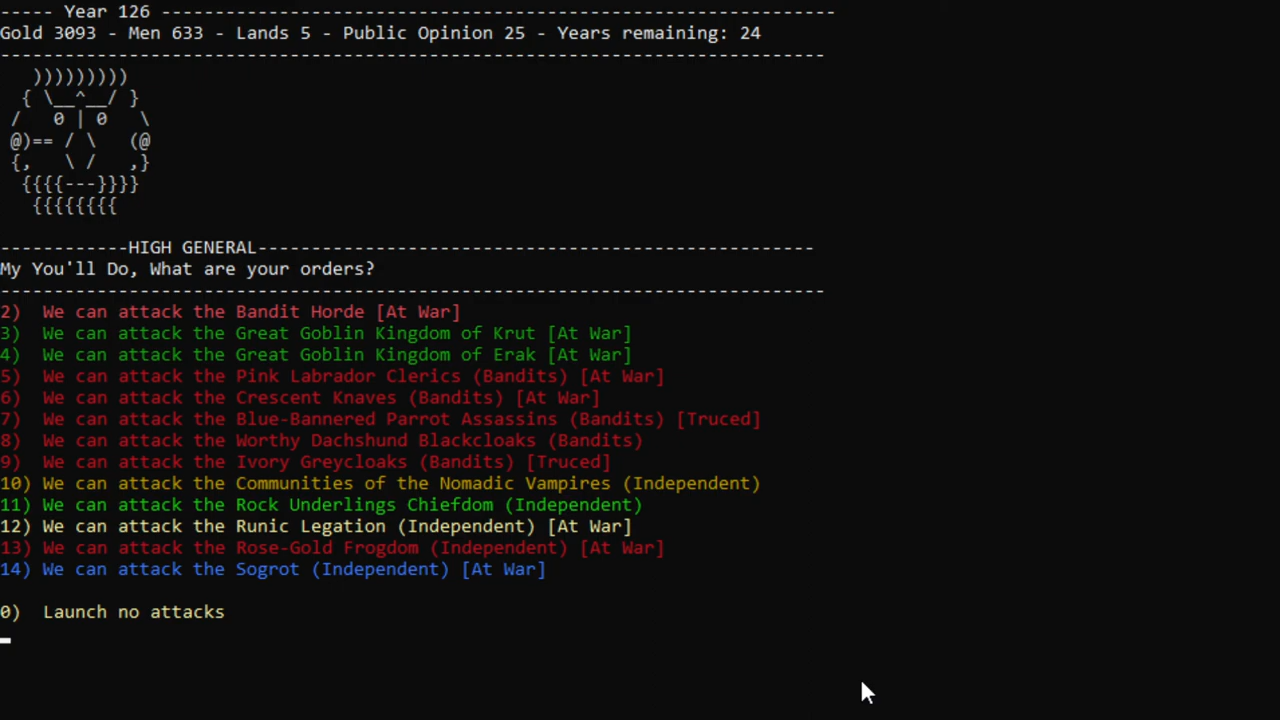 ----- Year 126 ---------------------------------------------------------------
Gold 3093 - Men 633 - Lands 5 - Public Opinion 25 - Years remaining: 24
-----------------------------------------------------------------------------
   )))))))))
  { \__^__/ }
/   0 | 0   \
@)== / \   (@
{,   \ /   ,}
  {{{{---}}}}
   {{{{{{{{
------------HIGH GENERAL----------------------------------------------------
My You'll Do, What are your orders?
-----------------------------------------------------------------------------
2)  We can attack the Bandit Horde [At War]
3)  We can attack the Great Goblin Kingdom of Krut [At War]
4)  We can attack the Great Goblin Kingdom of Erak [At War]
5)  We can attack the Pink Labrador Clerics (Bandits) [At War]
6)  We can attack the Crescent Knaves (Bandits) [At War]
7)  We can attack the Blue-Bannered Parrot Assassins (Bandits) [Truced]
8)  We can attack the Worthy Dachshund Blackcloaks (Bandits)
9)  We can attack the Ivory Greycloaks (Bandits) [Truced]
10) We can attack the Communities of the Nomadic Vampires (Independent)
11) We can attack the Rock Underlings Chiefdom (Independent)
12) We can attack the Runic Legation (Independent) [At War]
13) We can attack the Rose-Gold Frogdom (Independent) [At War]
14) We can attack the Sogrot (Independent) [At War]
0)  Launch no attacks